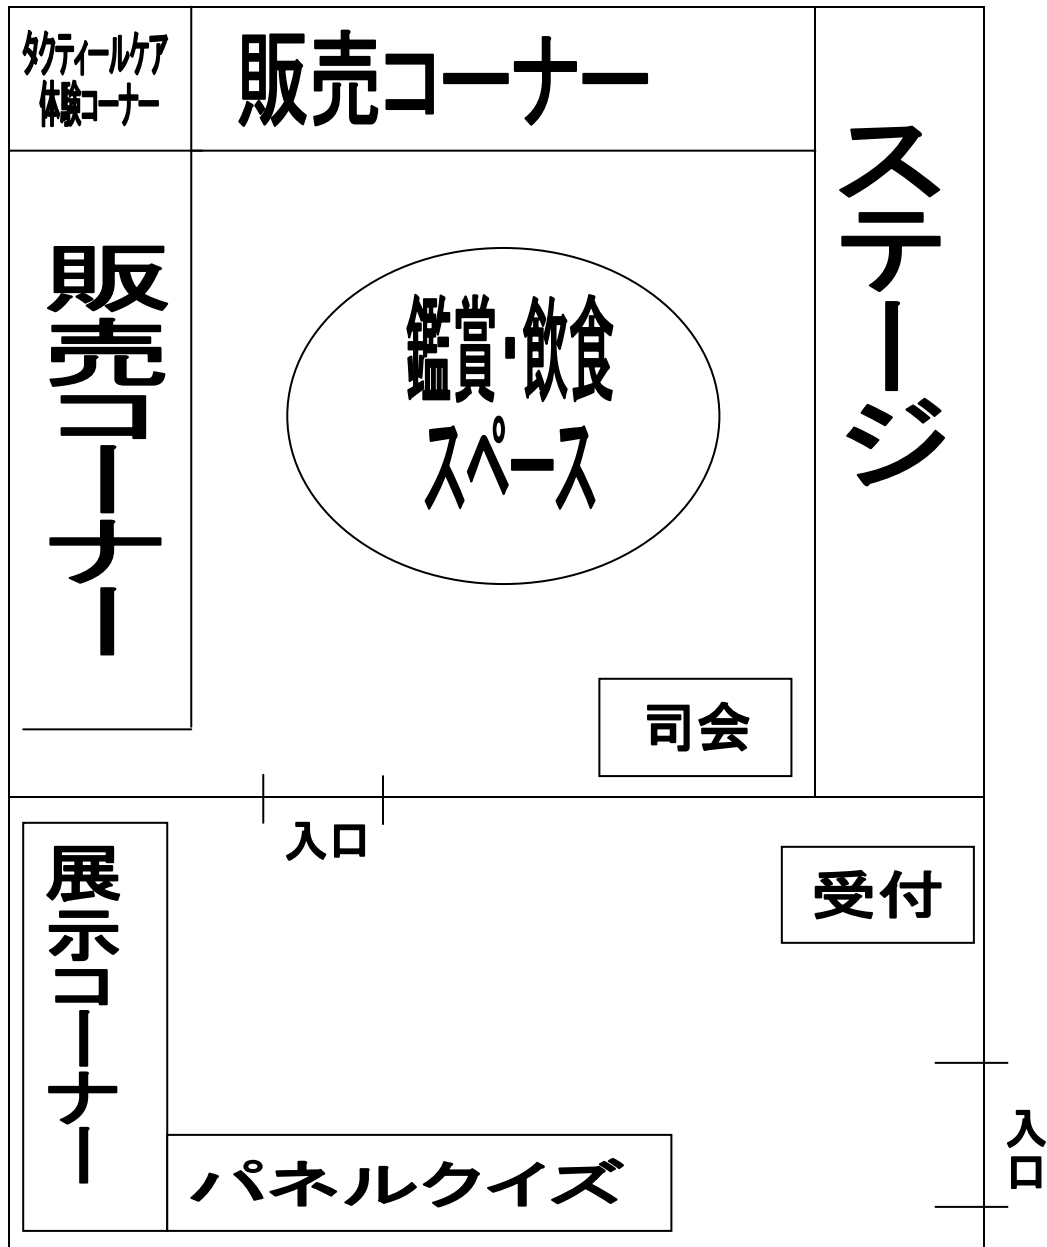 タクティールケア
体験コーナー
販売コーナー
ステージ
販売コーナー
鑑賞・飲食
スペース
司会
入口
展示コーナー
受付
入口
パネルクイズ